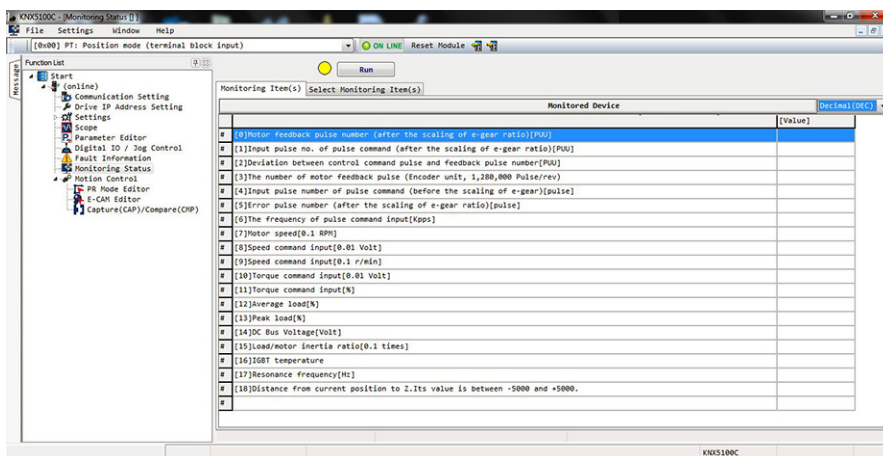 KNX5100C - [Monitoring Status []]
File Settings Window Help
[0x00] PT: Position mode (terminal block input) ON LINE Reset Module
Message
Function List
Start
(online)
Communication Setting
Drive IP Address Setting
Settings
Scope
Parameter Editor
Digital IO / Jog Control
Fault Information
Monitoring Status
Motion Control
PR Mode Editor
E-CAM Editor
Capture(CAP)/Compare(CMP)
Run
Monitoring Item(s) Select Monitoring Item(s)
Monitored Device Decimal(DEC)
[Value]
# [0]Motor feedback pulse number (after the scaling of e-gear ratio)[PUU]
# [1]Input pulse no. of pulse command (after the scaling of e-gear ratio)[PUU]
# [2]Deviation between control command pulse and feedback pulse number[PUU]
# [3]The number of motor feedback pulse (Encoder unit, 1,280,000 Pulse/rev)
# [4]Input pulse number of pulse command (before the scaling of e-gear)[pulse]
# [5]Error pulse number (after the scaling of e-gear ratio)[pulse]
# [6]The frequency of pulse command input[Kpps]
# [7]Motor speed[0.1 RPM]
# [8]Speed command input[0.01 Volt]
# [9]Speed command input[0.1 r/min]
# [10]Torque command input[0.01 Volt]
# [11]Torque command input[%]
# [12]Average load[%]
# [13]Peak load[%]
# [14]DC Bus Voltage[Volt]
# [15]Load/motor inertia ratio[0.1 times]
# [16]IGBT temperature
# [17]Resonance frequency[Hz]
# [18]Distance from current position to Z.Its value is between -5000 and +5000.
#
KNX5100C